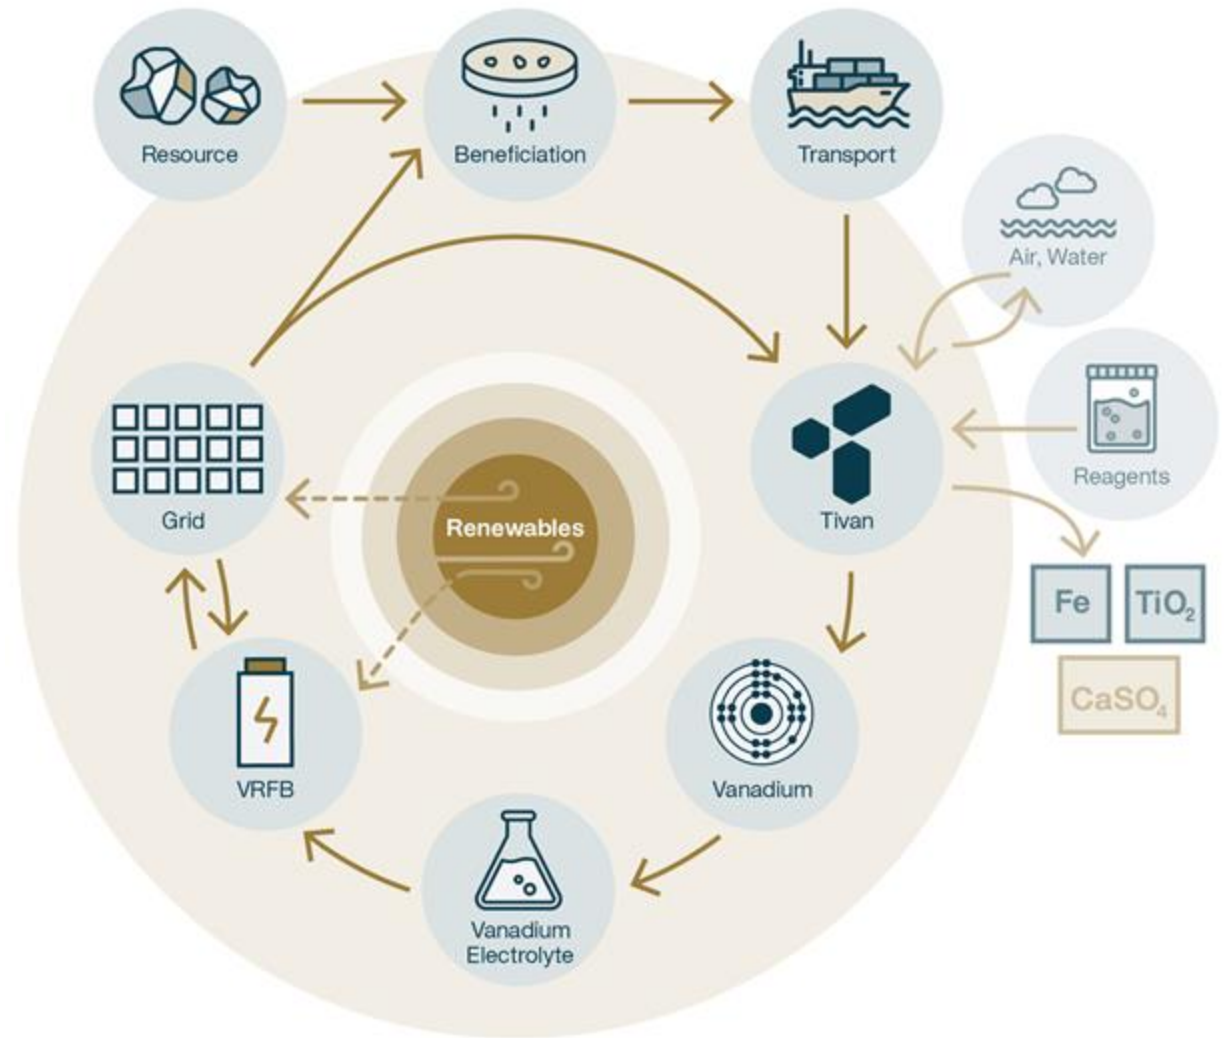 Resource
Beneficiation
Transport
Air, Water
Reagents
Grid
Renewables
Tivan
Fe
TiO₂
CaSO₄
VRFB
Vanadium
Vanadium
Electrolyte